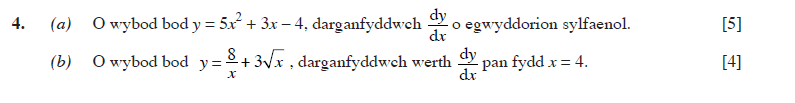 4. (a) O wybod bod y = 5x² + 3x – 4, darganfyddwch dy/dx o egwyddorion sylfaenol. [5]
(b) O wybod bod y = 8/x + 3√x , darganfyddwch werth dy/dx pan fydd x = 4. [4]